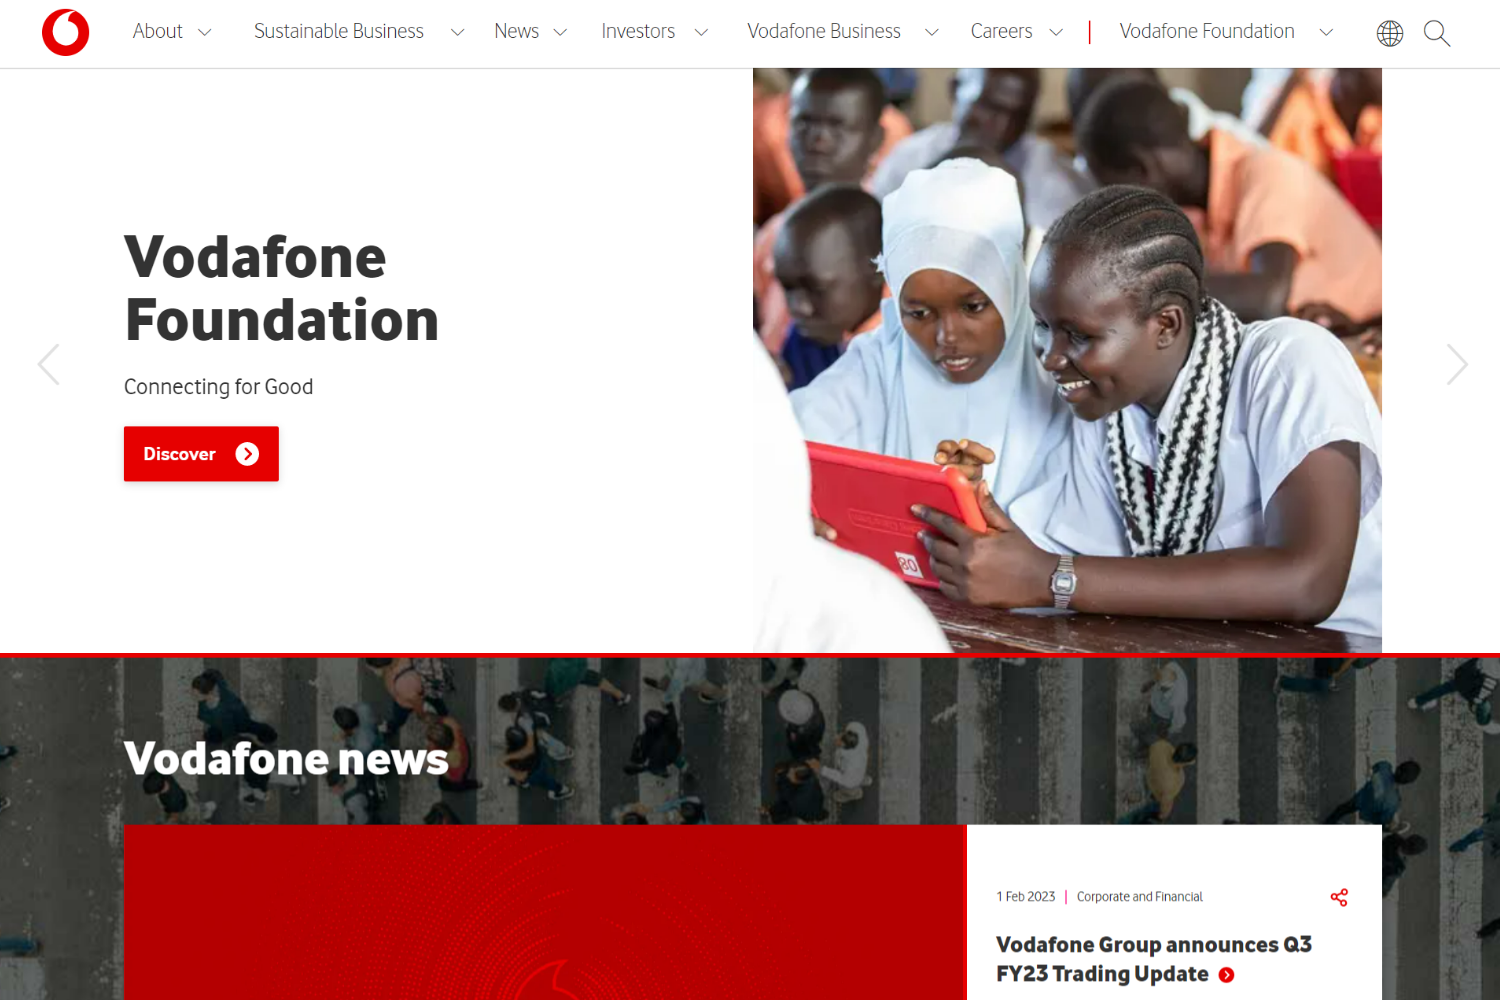 About
Sustainable Business
News
Investors
Vodafone Business
Careers
Vodafone Foundation
Vodafone
Foundation
Connecting for Good
Discover
80
Vodafone news
1 Feb 2023 | Corporate and Financial
Vodafone Group announces Q3
FY23 Trading Update